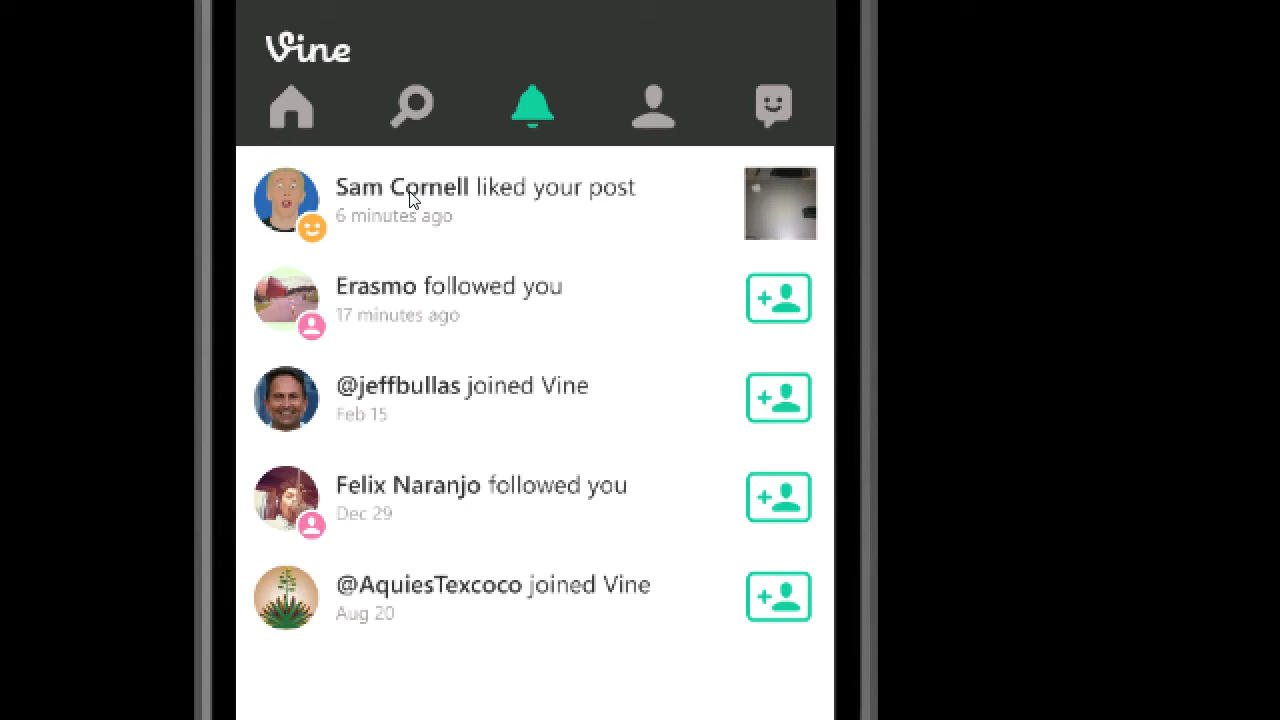 Vine
Sam Cornell liked your post
6 minutes ago
Erasmo followed you
17 minutes ago
@jeffbullas joined Vine
Feb 15
Felix Naranjo followed you
Dec 29
@AquiesTexcoco joined Vine
Aug 20